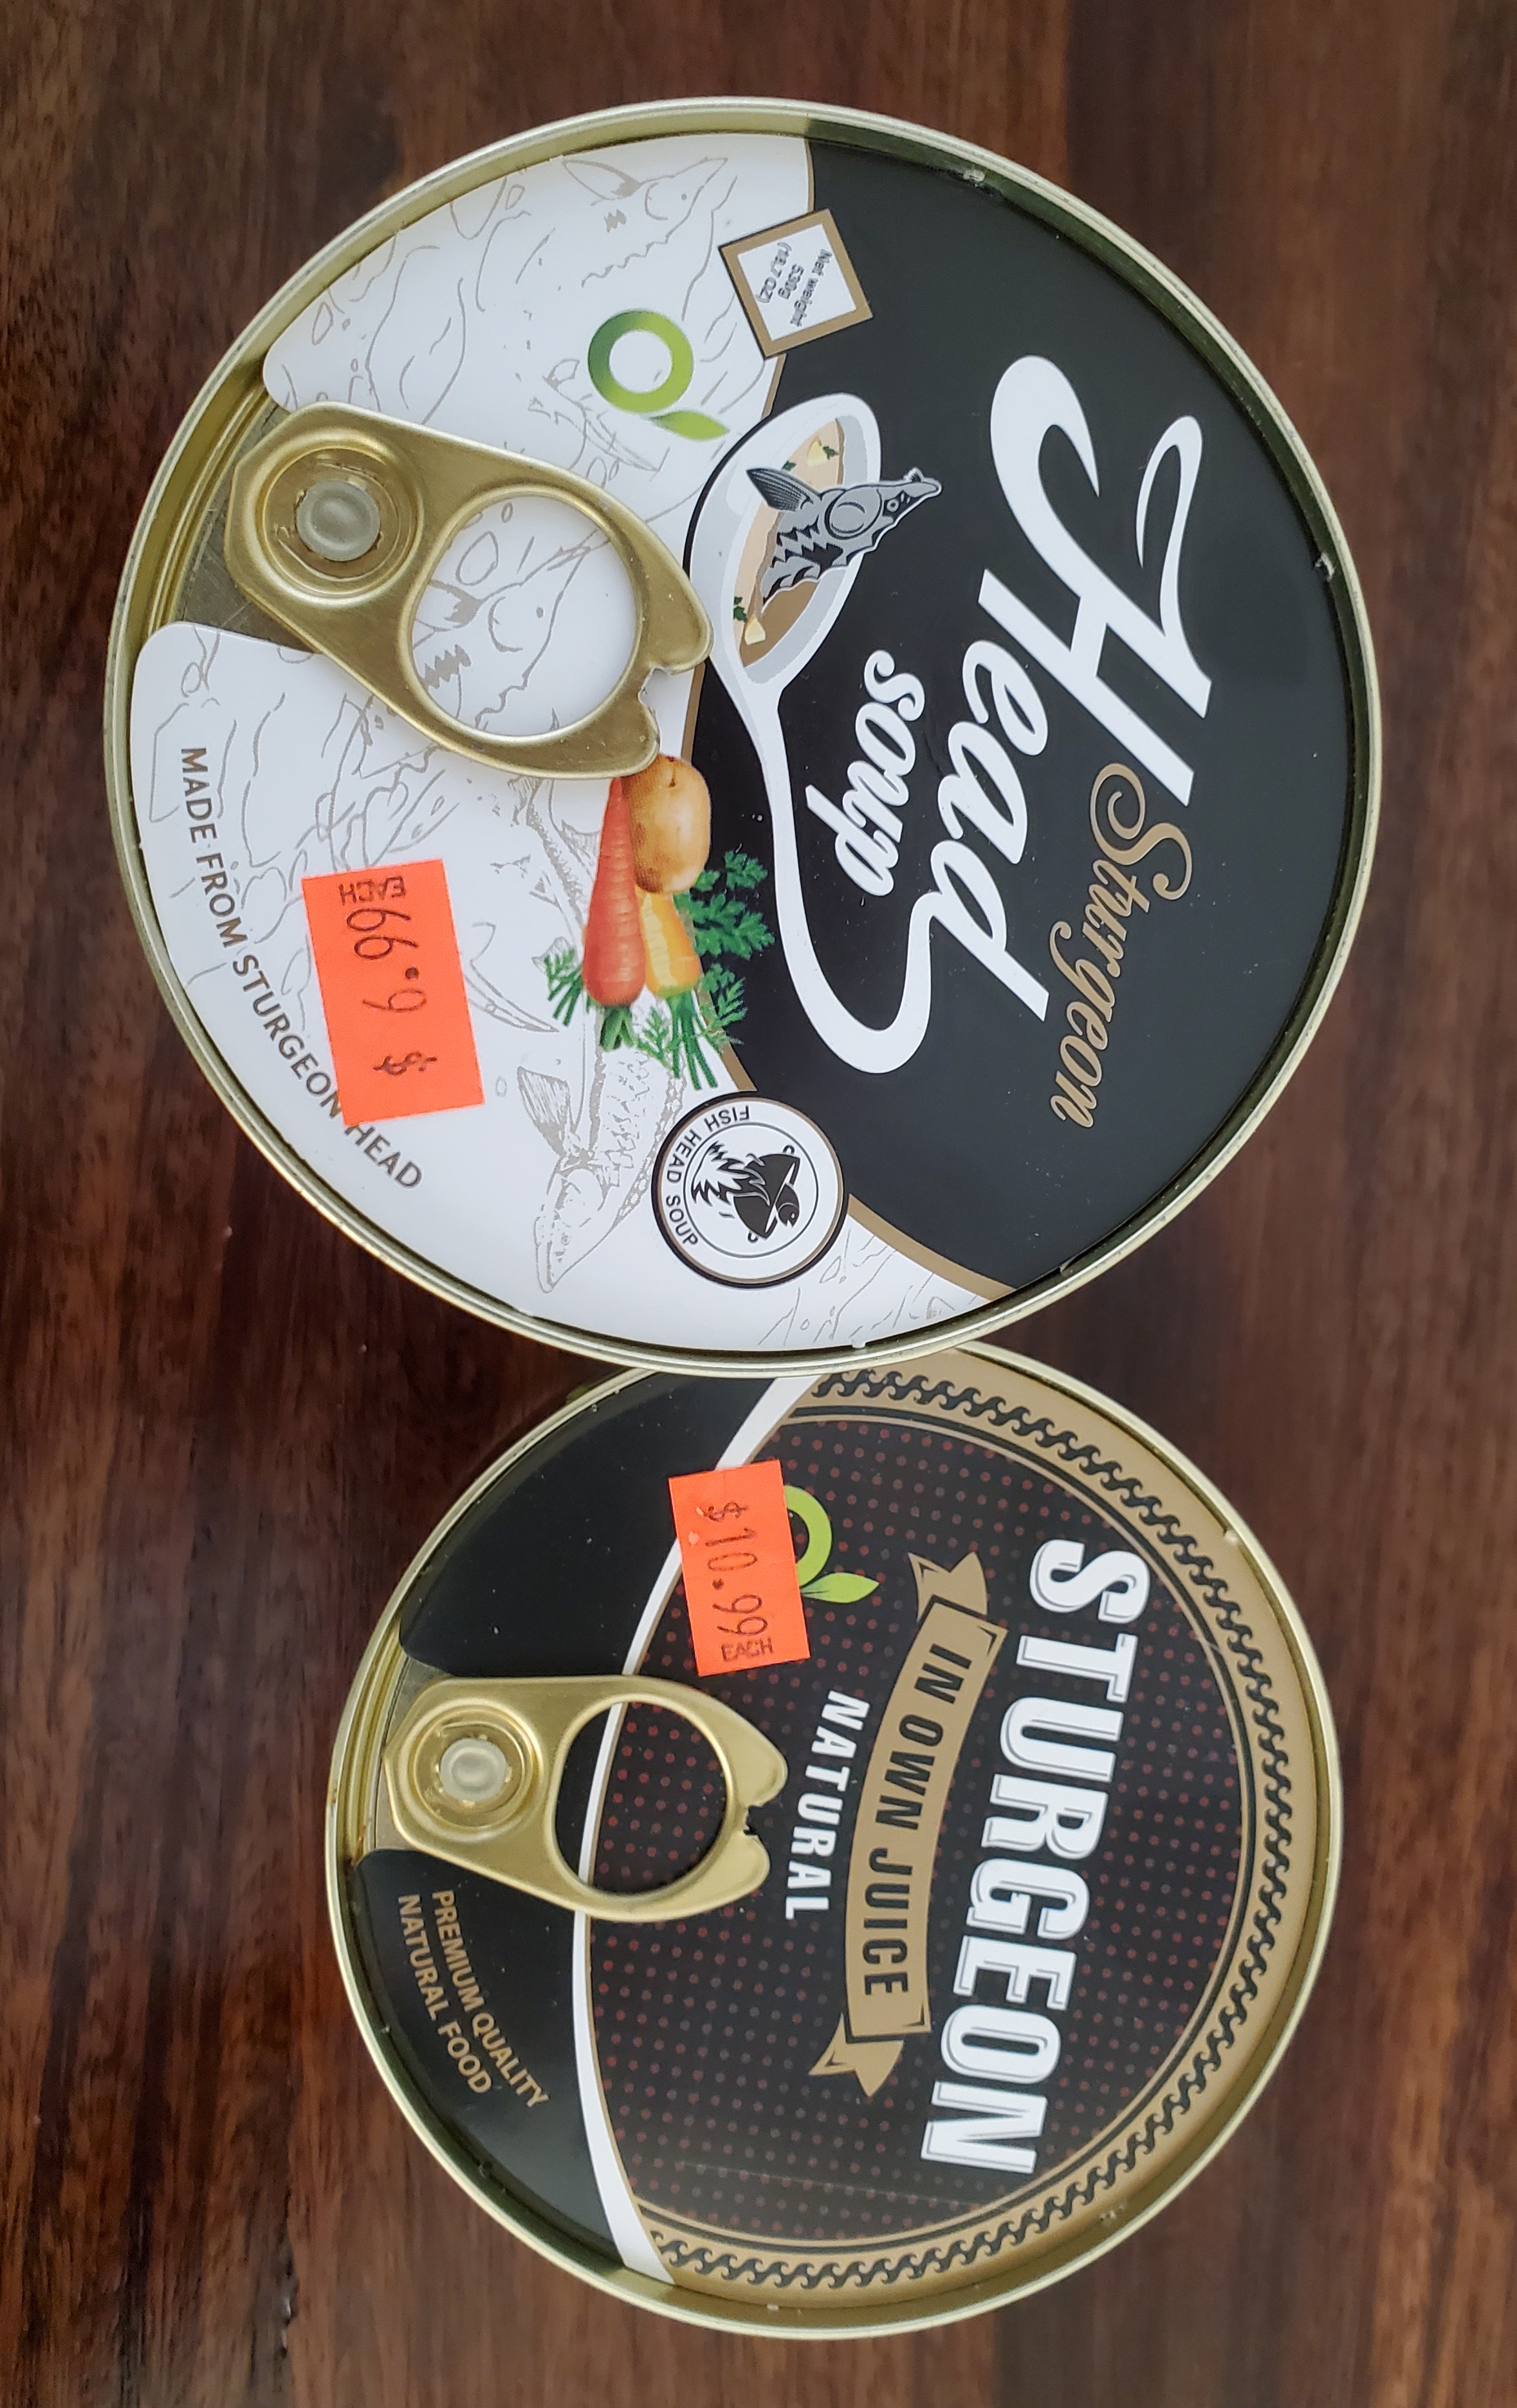 Sturgeon
Head
soup
Net weight
530g
(18,7 OZ)
FISH HEAD SOUP
$ 6.99
EACH
MADE FROM STURGEON HEAD
STURGEON
IN OWN JUICE
NATURAL
$10.99
EACH
PREMIUM QUALITY
NATURAL FOOD